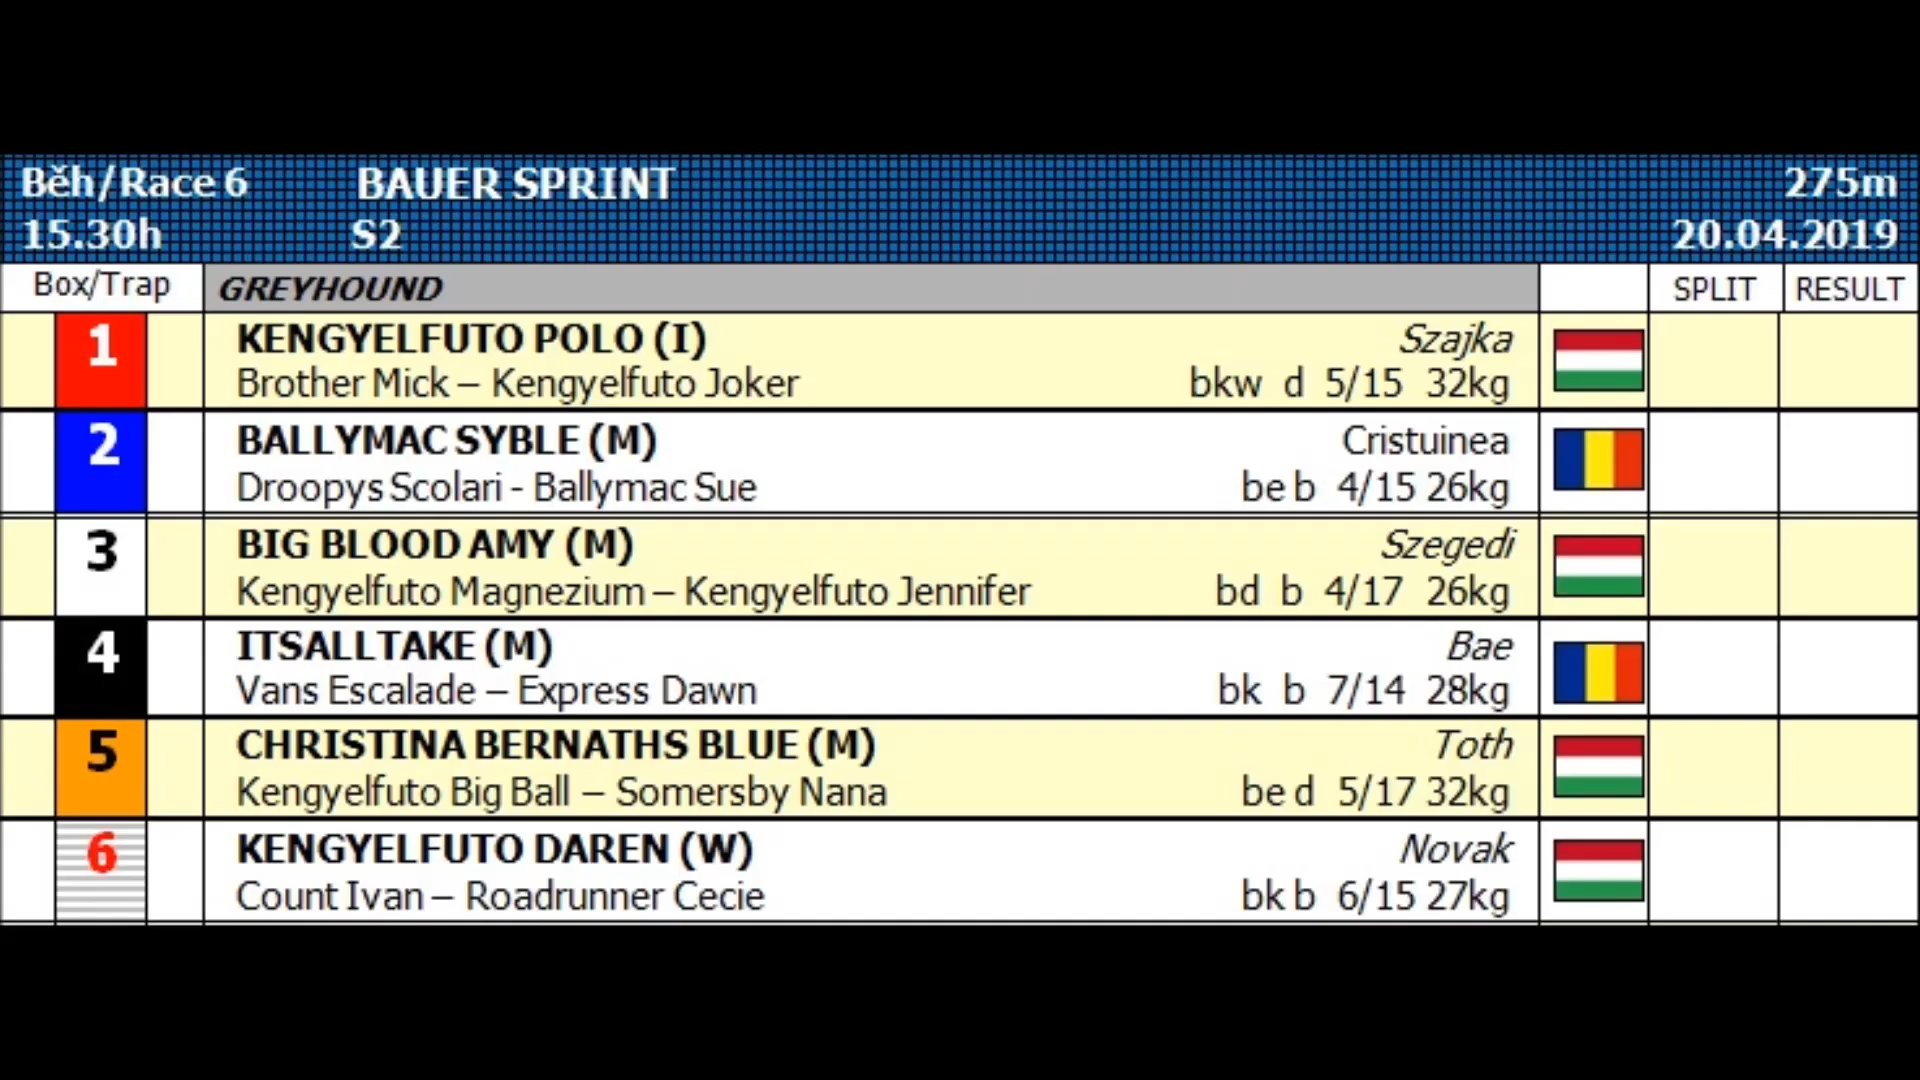 Běh/Race 6 BAUER SPRINT 275m
15.30h S2 20.04.2019
Box/Trap GREYHOUND SPLIT RESULT
1 KENGYELFUTO POLO (I) Szajka
Brother Mick – Kengyelfuto Joker bkw d 5/15 32kg
2 BALLYMAC SYBLE (M) Cristuinea
Droopys Scolari - Ballymac Sue be b 4/15 26kg
3 BIG BLOOD AMY (M) Szegedi
Kengyelfuto Magnezium – Kengyelfuto Jennifer bd b 4/17 26kg
4 ITSALLTAKE (M) Bae
Vans Escalade – Express Dawn bk b 7/14 28kg
5 CHRISTINA BERNATHS BLUE (M) Toth
Kengyelfuto Big Ball – Somersby Nana be d 5/17 32kg
6 KENGYELFUTO DAREN (W) Novak
Count Ivan – Roadrunner Cecie bk b 6/15 27kg